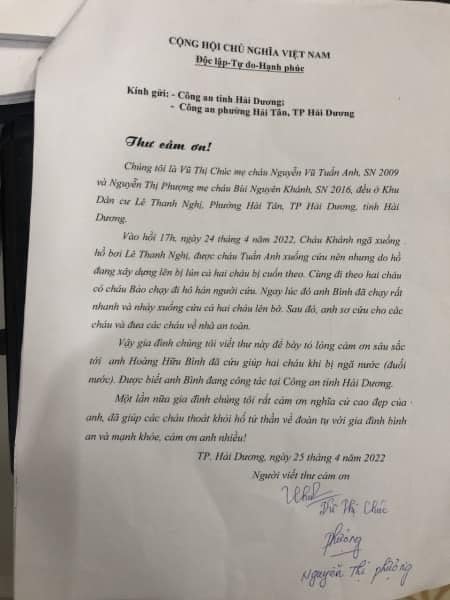 CỘNG HỘI CHỦ NGHĨA VIỆT NAM
Độc lập-Tự do-Hạnh phúc
Kính gửi: - Công an tỉnh Hải Dương;
- Công an phường Hải Tân, TP Hải Dương
Thư cảm ơn!
Chúng tôi là Vũ Thị Chúc mẹ cháu Nguyễn Vũ Tuấn Anh, SN 2009
và Nguyễn Thị Phượng mẹ cháu Bùi Nguyên Khánh, SN 2016, đều ở Khu
Dân cư Lê Thanh Nghị, Phường Hải Tân, TP Hải Dương, tỉnh Hải
Dương.
Vào hồi 17h, ngày 24 tháng 4 năm 2022, Cháu Khánh ngã xuống
hồ bơi Lê Thanh Nghị, được cháu Tuấn Anh xuống cứu nên nhưng do hồ
đang xây dựng lên bị lún cả hai cháu bị cuốn theo. Cùng đi theo hai cháu
có cháu Bảo chạy đi hô hán người cứu. Ngay lúc đó anh Bình đã chạy rất
nhanh và nhảy xuống cứu cả hai cháu lên bờ. Sau đó, anh sơ cứu cho các
cháu và đưa các cháu về nhà an toàn.
Vậy gia đình chúng tôi viết thư này để bày tỏ lòng cảm ơn sâu sắc
tới anh Hoàng Hữu Bình đã cứu giúp hai cháu khi bị ngã nước (đuối
nước). Được biết anh Bình đang công tác tại Công an tỉnh Hải Dương.
Một lần nữa gia đình chúng tôi rất cảm ơn nghĩa cử cao đẹp của
anh, đã giúp các cháu thoát khỏi hố tử thần về đoàn tụ với gia đình bình
an và mạnh khỏe, cảm ơn anh nhiều!
TP. Hải Dương, ngày 25 tháng 4 năm 2022
Người viết thư cảm ơn
Vũ Thị Chúc
Phượng
Nguyễn Thị Phượng